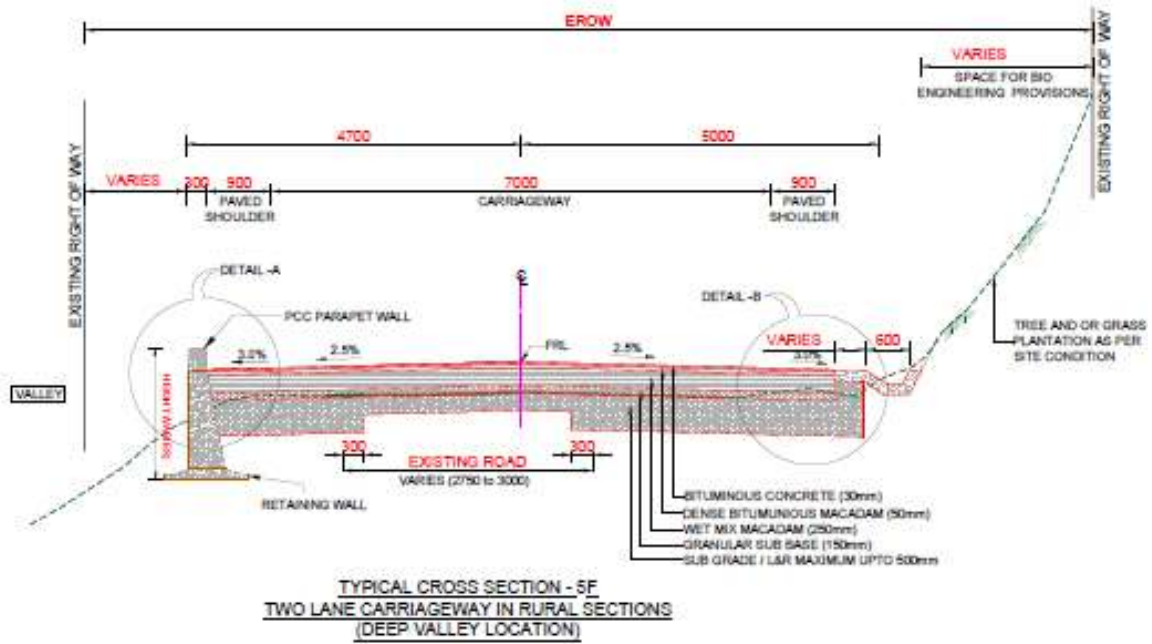 EROW
VARIES
SPACE FOR BIO
ENGINEERING PROVISIONS
EXISTING RIGHT OF WAY
EXISTING RIGHT OF WAY
4700
5000
VARIES
300
900
7000
900
PAVED
SHOULDER
CARRIAGEWAY
PAVED
SHOULDER
DETAIL -A
DETAIL -B
PCC PARAPET WALL
3.0%
2.5%
FRL
2.5%
VARIES
3.0%
600
TREE AND OR GRASS
PLANTATION AS PER
SITE CONDITION
VALLEY
HEIGHT VARIES
300
300
EXISTING ROAD
VARIES (2750 to 3000)
RETAINING WALL
BITUMINOUS CONCRETE (30mm)
DENSE BITUMUNIOUS MACADAM (50mm)
WET MIX MACADAM (250mm)
GRANULAR SUB BASE (150mm)
SUB GRADE / L&R MAXIMUM UPTO 500mm
TYPICAL CROSS SECTION - 5F
TWO LANE CARRIAGEWAY IN RURAL SECTIONS
(DEEP VALLEY LOCATION)